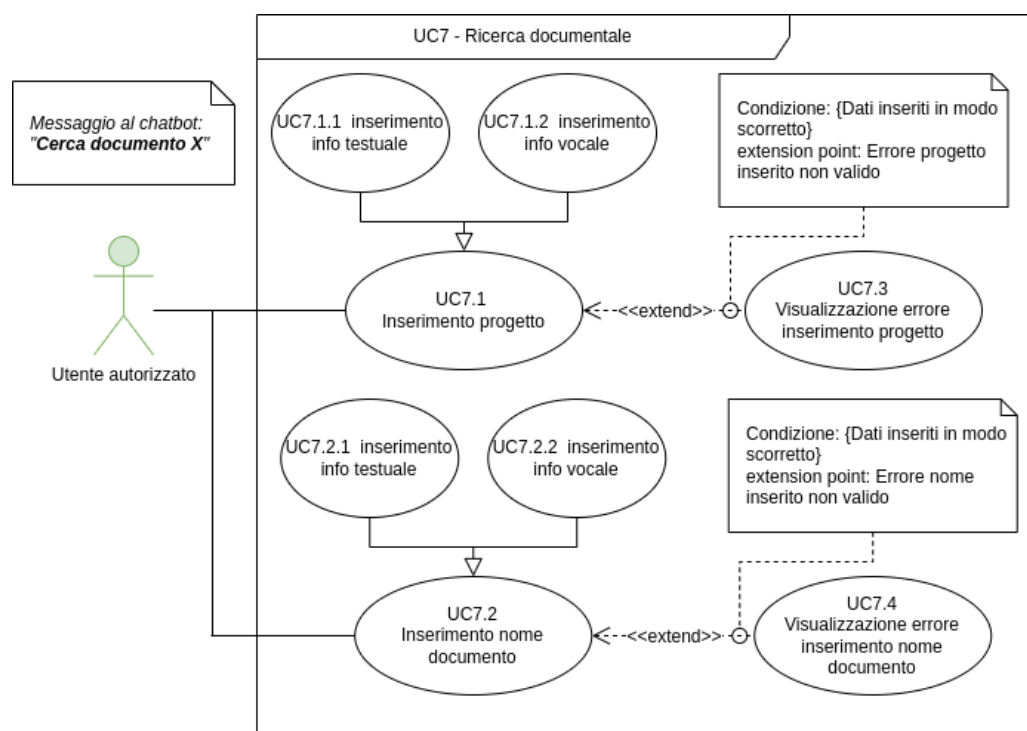 UC7 - Ricerca documentale
Messaggio al chatbot:
"Cerca documento X"
UC7.1.1 inserimento
info testuale
UC7.1.2 inserimento
info vocale
Condizione: {Dati inseriti in modo
scorretto}
extension point: Errore progetto
inserito non valido
Utente autorizzato
UC7.1
Inserimento progetto
<<extend>>
UC7.3
Visualizzazione errore
inserimento progetto
UC7.2.1 inserimento
info testuale
UC7.2.2 inserimento
info vocale
Condizione: {Dati inseriti in modo
scorretto}
extension point: Errore nome
inserito non valido
UC7.2
Inserimento nome
documento
<<extend>>
UC7.4
Visualizzazione errore
inserimento nome
documento